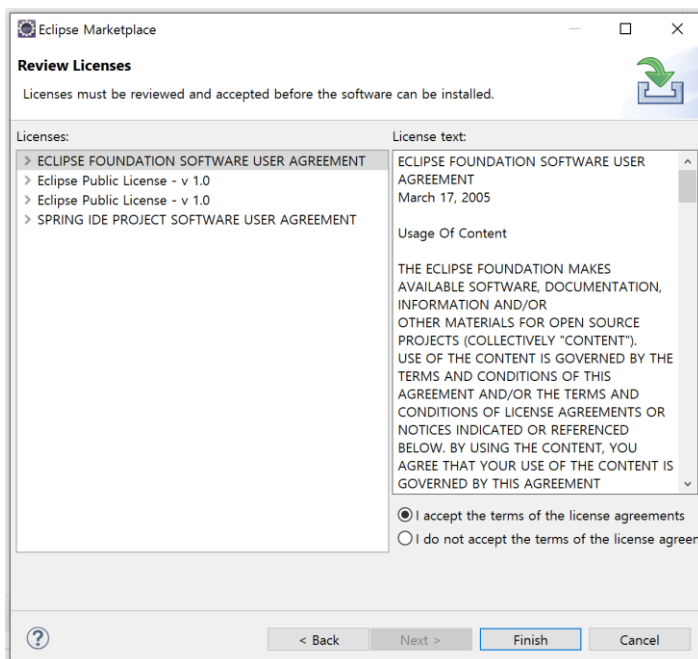 Eclipse Marketplace
Review Licenses
Licenses must be reviewed and accepted before the software can be installed.
Licenses:
ECLIPSE FOUNDATION SOFTWARE USER AGREEMENT
Eclipse Public License - v 1.0
Eclipse Public License - v 1.0
SPRING IDE PROJECT SOFTWARE USER AGREEMENT
License text:
ECLIPSE FOUNDATION SOFTWARE USER
AGREEMENT
March 17, 2005
Usage Of Content
THE ECLIPSE FOUNDATION MAKES
AVAILABLE SOFTWARE, DOCUMENTATION,
INFORMATION AND/OR
OTHER MATERIALS FOR OPEN SOURCE
PROJECTS (COLLECTIVELY "CONTENT").
USE OF THE CONTENT IS GOVERNED BY THE
TERMS AND CONDITIONS OF THIS
AGREEMENT AND/OR THE TERMS AND
CONDITIONS OF LICENSE AGREEMENTS OR
NOTICES INDICATED OR REFERENCED
BELOW. BY USING THE CONTENT, YOU
AGREE THAT YOUR USE OF THE CONTENT IS
GOVERNED BY THIS AGREEMENT
I accept the terms of the license agreements
I do not accept the terms of the license agreer
? < Back Next > Finish Cancel